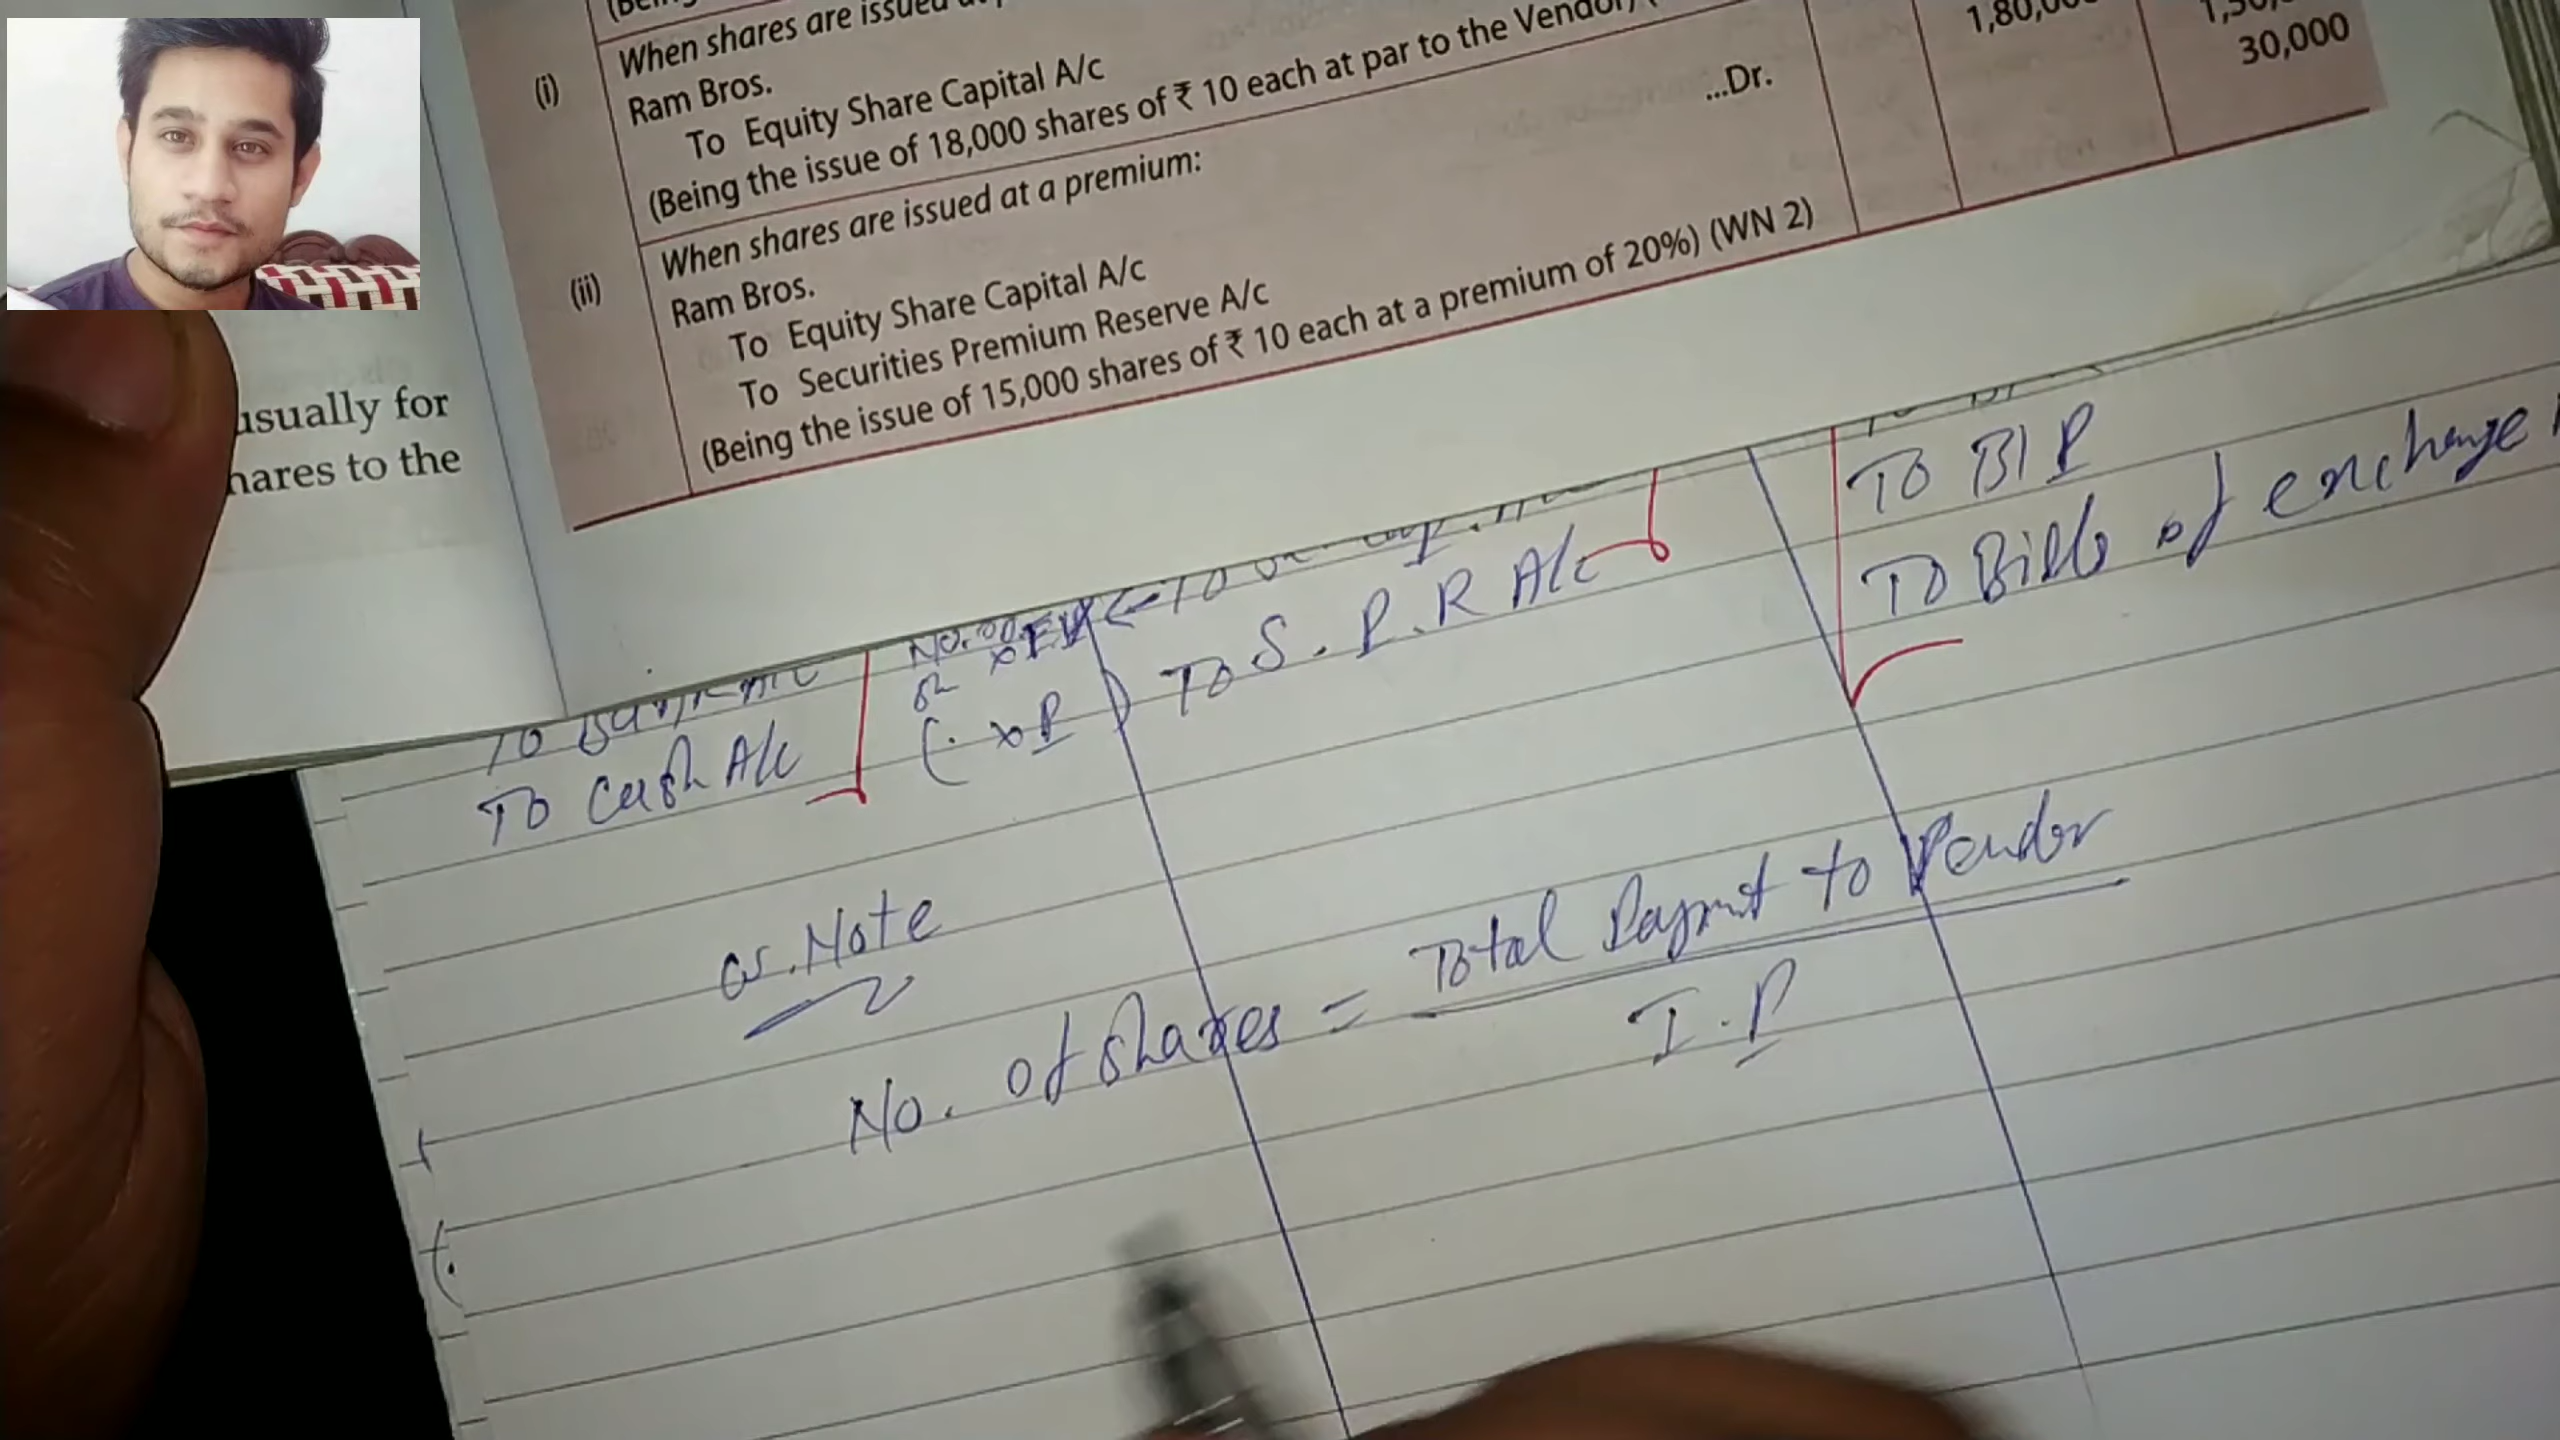 (i) When shares are issued at
Ram Bros.
To Equity Share Capital A/c
(Being the issue of 18,000 shares of ₹ 10 each at par to the Vendor)
(ii) When shares are issued at a premium:
Ram Bros. ...Dr. 1,80,
To Equity Share Capital A/c
To Securities Premium Reserve A/c 30,000
(Being the issue of 15,000 shares of ₹ 10 each at a premium of 20%) (WN 2)
usually for
hares to the
To B/P
To Bills of exchange
To S.P.R A/c
(. x P)
To Cash A/c
w.Note
No. of shares = Total Paymt to Vendor
I.P